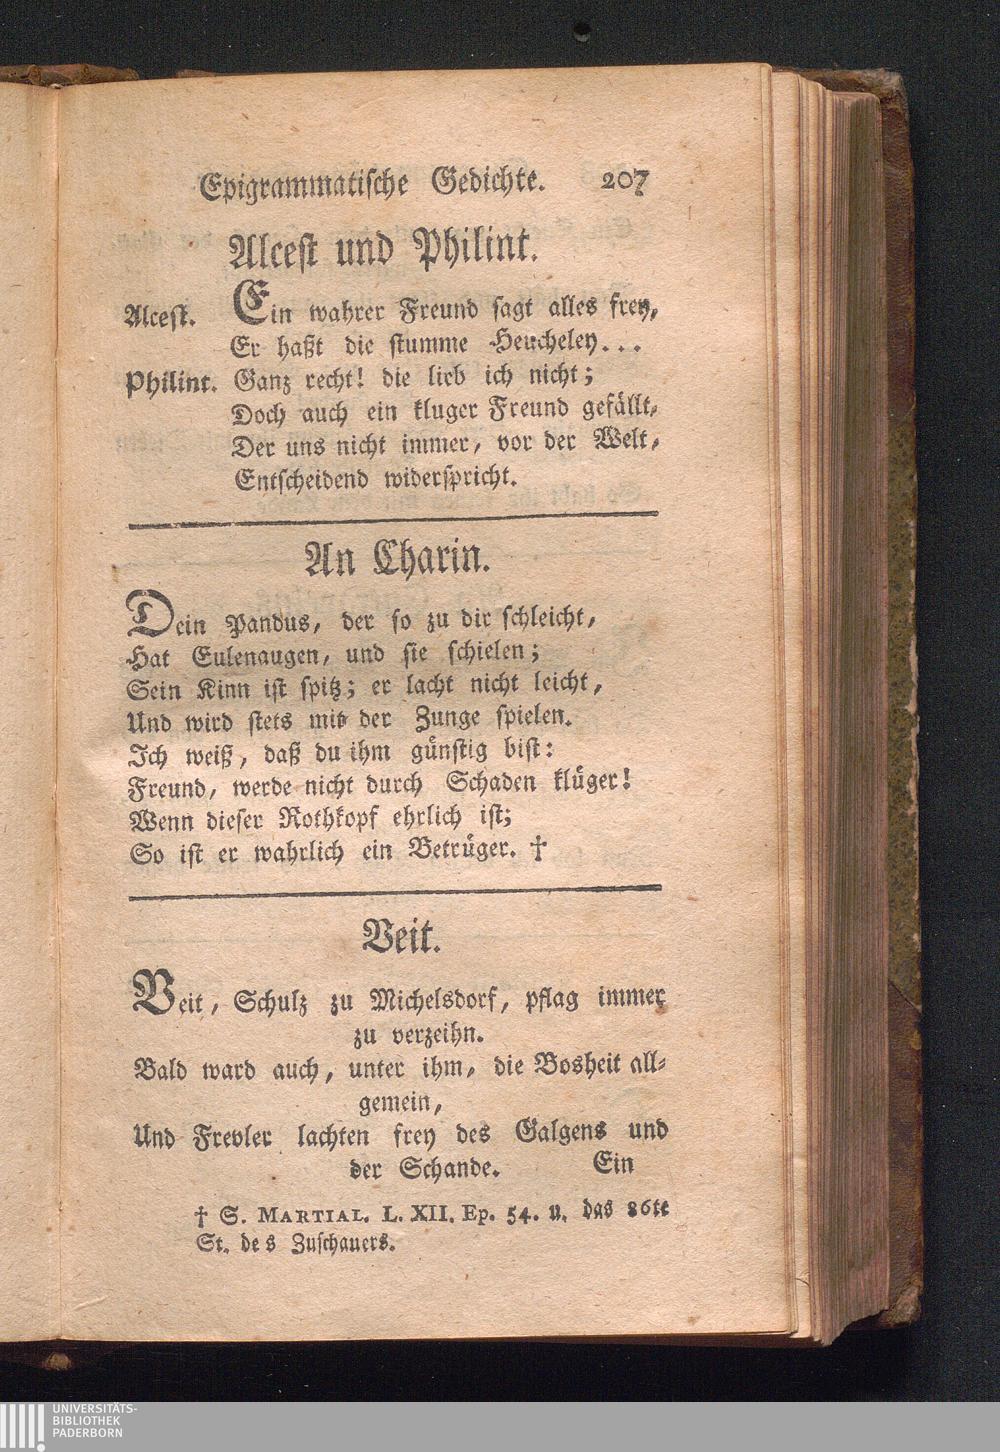 Epigrammatische Gedichte. 207
Alcest und Philint.
Alcest. Ein wahrer Freund sagt alles frey,
Er haßt die stumme Heucheley...
Philint. Ganz recht! die lieb ich nicht;
Doch auch ein kluger Freund gefällt,
Der uns nicht immer, vor der Welt,
Entscheidend widerspricht.
An Charin.
Dein Pandus, der so zu dir schleicht,
Hat Eulenaugen, und sie schielen;
Sein Kinn ist spitz; er lacht nicht leicht,
Und wird stets mit der Zunge spielen.
Ich weiß, daß du ihm günstig bist:
Freund, werde nicht durch Schaden klüger!
Wenn dieser Rothkopf ehrlich ist;
So ist er wahrlich ein Betrüger. †
Veit.
Veit, Schulz zu Michelsdorf, pflag immer
zu verzeihn.
Bald ward auch, unter ihm, die Bosheit all-
gemein,
Und Frevler lachten frey des Galgens und
der Schande. Ein
† S. MARTIAL. L. XII. Ep. 54. u. das 86te
St. des Zuschauers.
UNIVERSITÄTS-
BIBLIOTHEK
PADERBORN